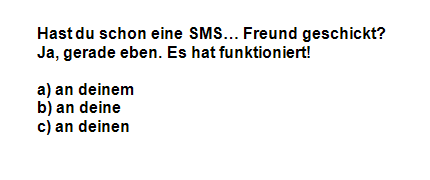 Hast du schon eine SMS... Freund geschickt?
Ja, gerade eben. Es hat funktioniert!
a) an deinem
b) an deine
c) an deinen